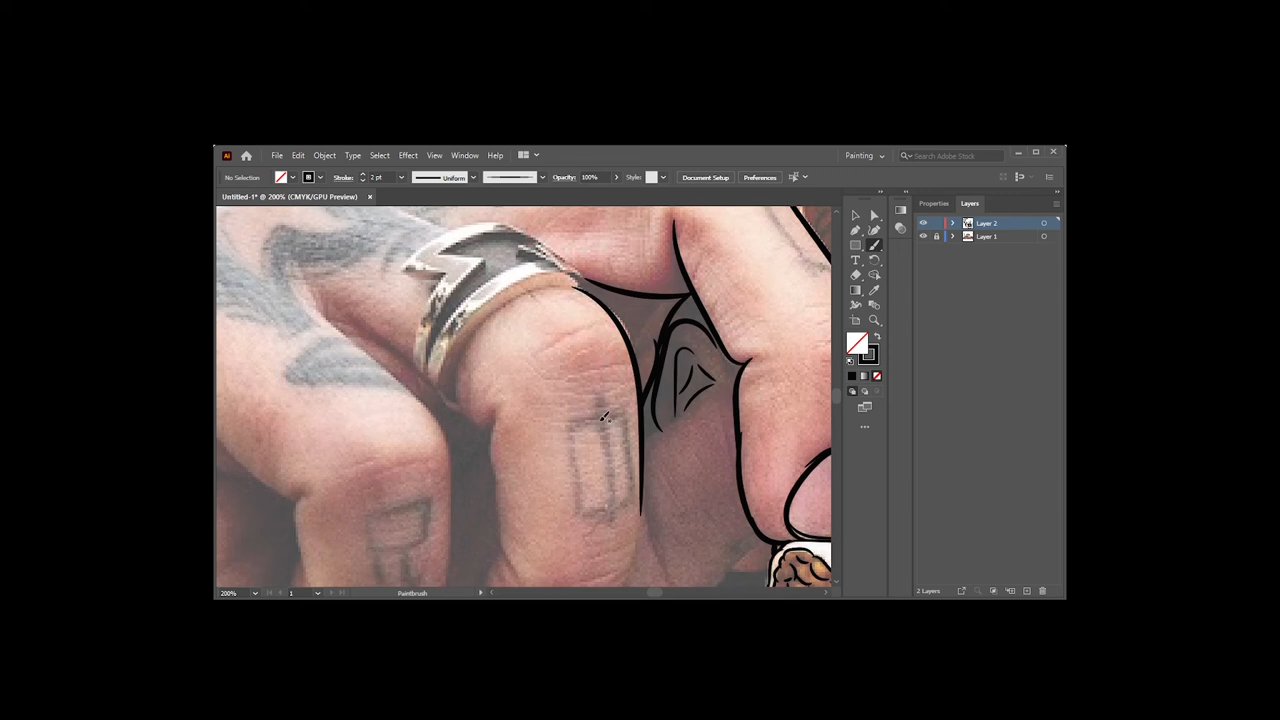 Ai File Edit Object Type Select Effect View Window Help Painting Search Adobe Stock
No Selection Stroke: 2 pt Uniform Opacity: 100% Style: Document Setup Preferences
Untitled-1* @ 200% (CMYK/GPU Preview)
Properties Layers
Layer 2
Layer 1
200% 1 Paintbrush 2 Layers